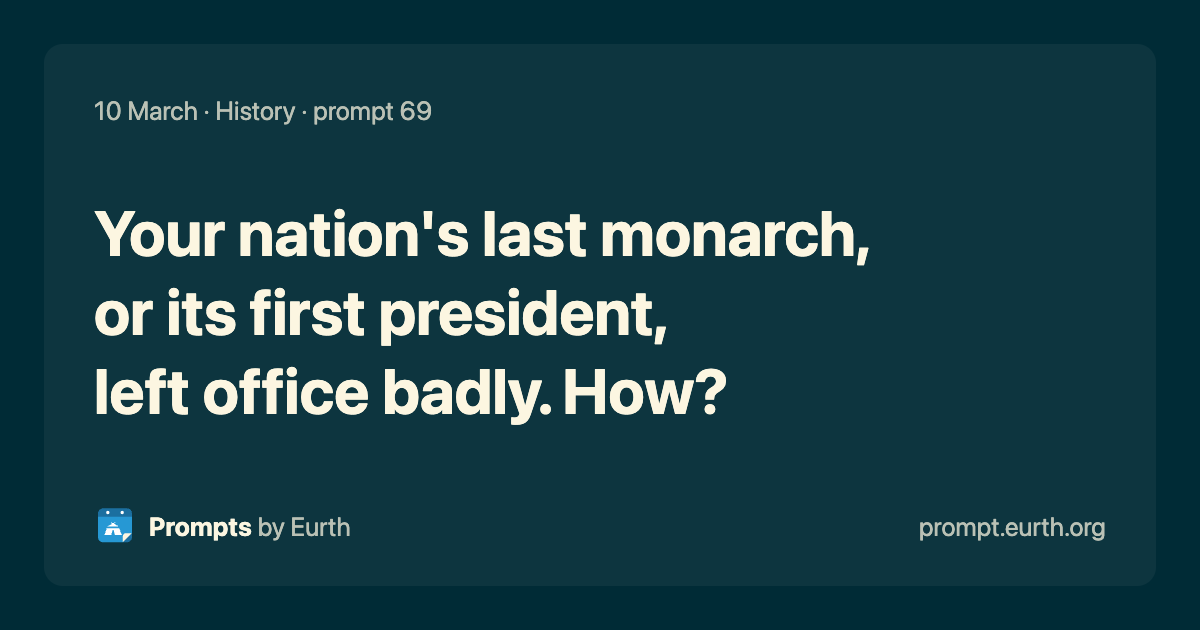 10 March · History · prompt 69
Your nation's last monarch,
or its first president,
left office badly. How?
Prompts by Eurth
prompt.eurth.org